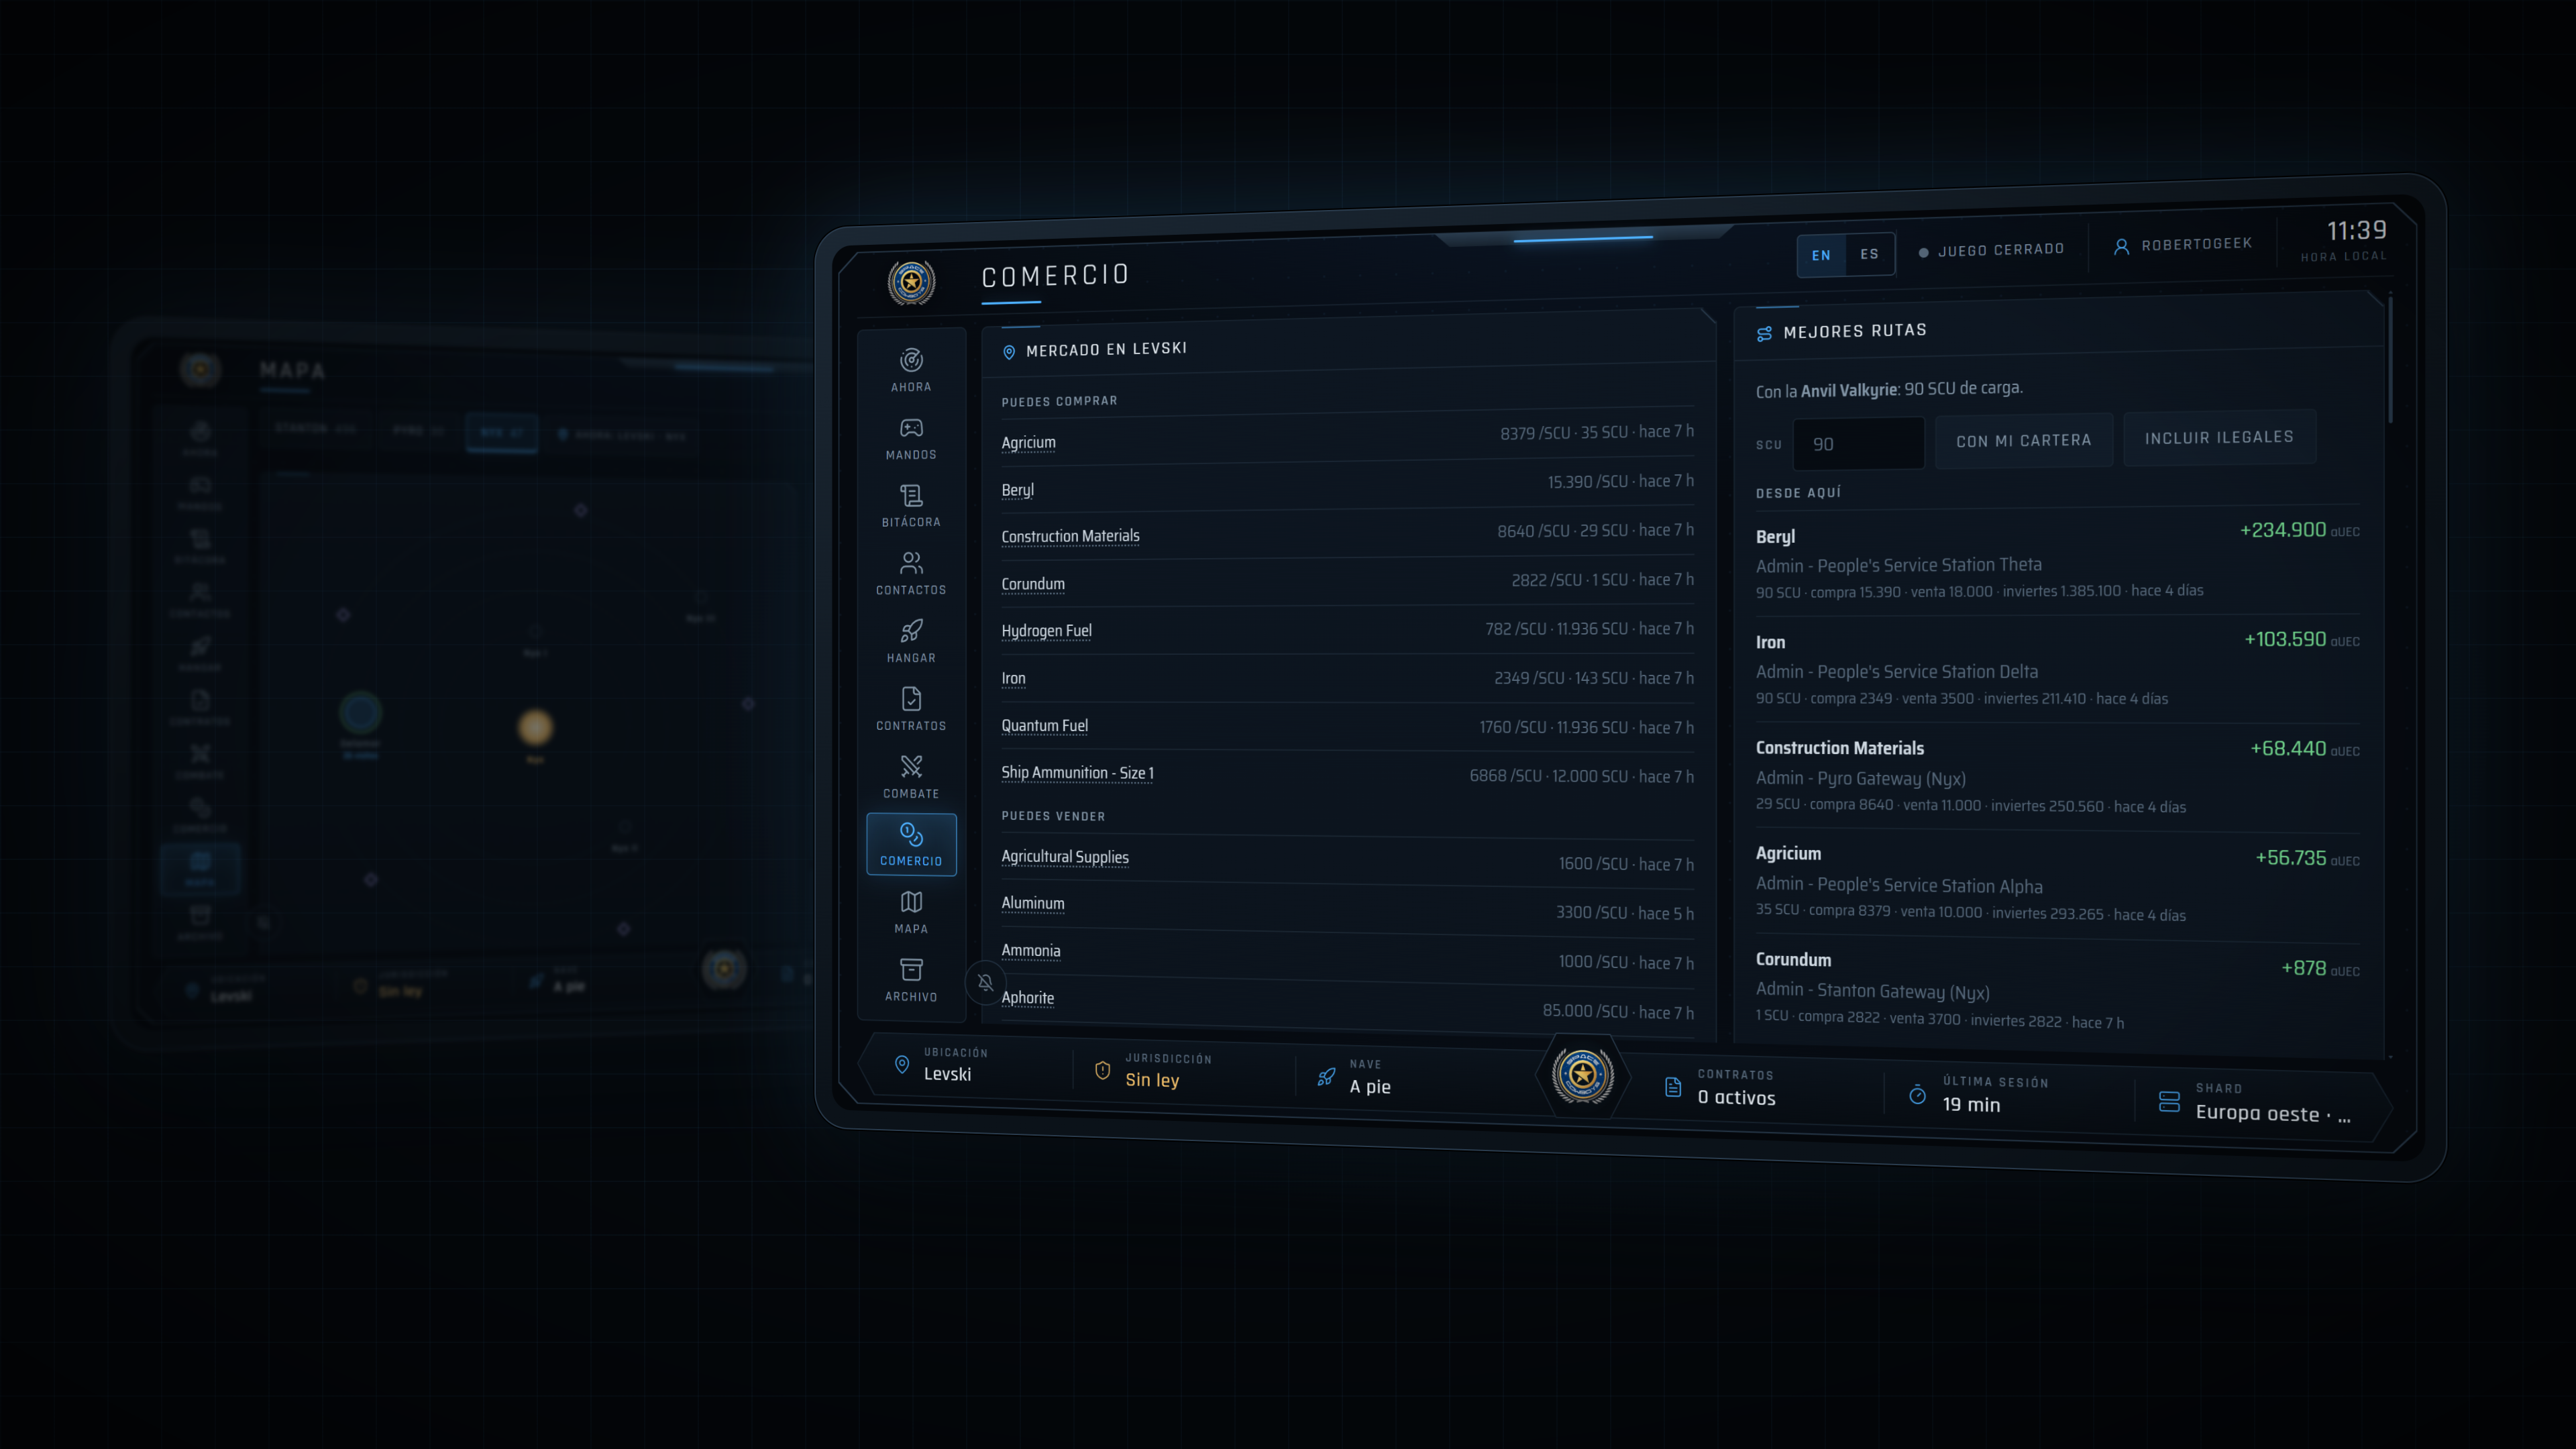 MAPA
STANTON
PYRO
NYX
Levski
Sin ley
A pie
COMERCIO
EN
ES
JUEGO CERRADO
ROBERTOGEEK
11:39
HORA LOCAL
AHORA
MANDOS
BITÁCORA
CONTACTOS
HANGAR
CONTRATOS
COMBATE
COMERCIO
MAPA
ARCHIVO
MERCADO EN LEVSKI
PUEDES COMPRAR
Agricium 8379 /SCU · 35 SCU · hace 7 h
Beryl 15.390 /SCU · hace 7 h
Construction Materials 8640 /SCU · 29 SCU · hace 7 h
Corundum 2822 /SCU · 1 SCU · hace 7 h
Hydrogen Fuel 782 /SCU · 11.936 SCU · hace 7 h
Iron 2349 /SCU · 143 SCU · hace 7 h
Quantum Fuel 1760 /SCU · 11.936 SCU · hace 7 h
Ship Ammunition - Size 1 6868 /SCU · 12.000 SCU · hace 7 h
PUEDES VENDER
Agricultural Supplies 1600 /SCU · hace 7 h
Aluminum 3300 /SCU · hace 5 h
Ammonia 1000 /SCU · hace 7 h
Aphorite 85.000 /SCU · hace 7 h
MEJORES RUTAS
Con la Anvil Valkyrie: 90 SCU de carga.
SCU 90 CON MI CARTERA INCLUIR ILEGALES
DESDE AQUÍ
Beryl +234.900 aUEC
Admin - People's Service Station Theta
90 SCU · compra 15.390 · venta 18.000 · inviertes 1.385.100 · hace 4 días
Iron +103.590 aUEC
Admin - People's Service Station Delta
90 SCU · compra 2349 · venta 3500 · inviertes 211.410 · hace 4 días
Construction Materials +68.440 aUEC
Admin - Pyro Gateway (Nyx)
29 SCU · compra 8640 · venta 11.000 · inviertes 250.560 · hace 4 días
Agricium +56.735 aUEC
Admin - People's Service Station Alpha
35 SCU · compra 8379 · venta 10.000 · inviertes 293.265 · hace 4 días
Corundum +878 aUEC
Admin - Stanton Gateway (Nyx)
1 SCU · compra 2822 · venta 3700 · inviertes 2822 · hace 7 h
UBICACIÓN
Levski
JURISDICCIÓN
Sin ley
NAVE
A pie
CONTRATOS
0 activos
ÚLTIMA SESIÓN
19 min
SHARD
Europa oeste · ...